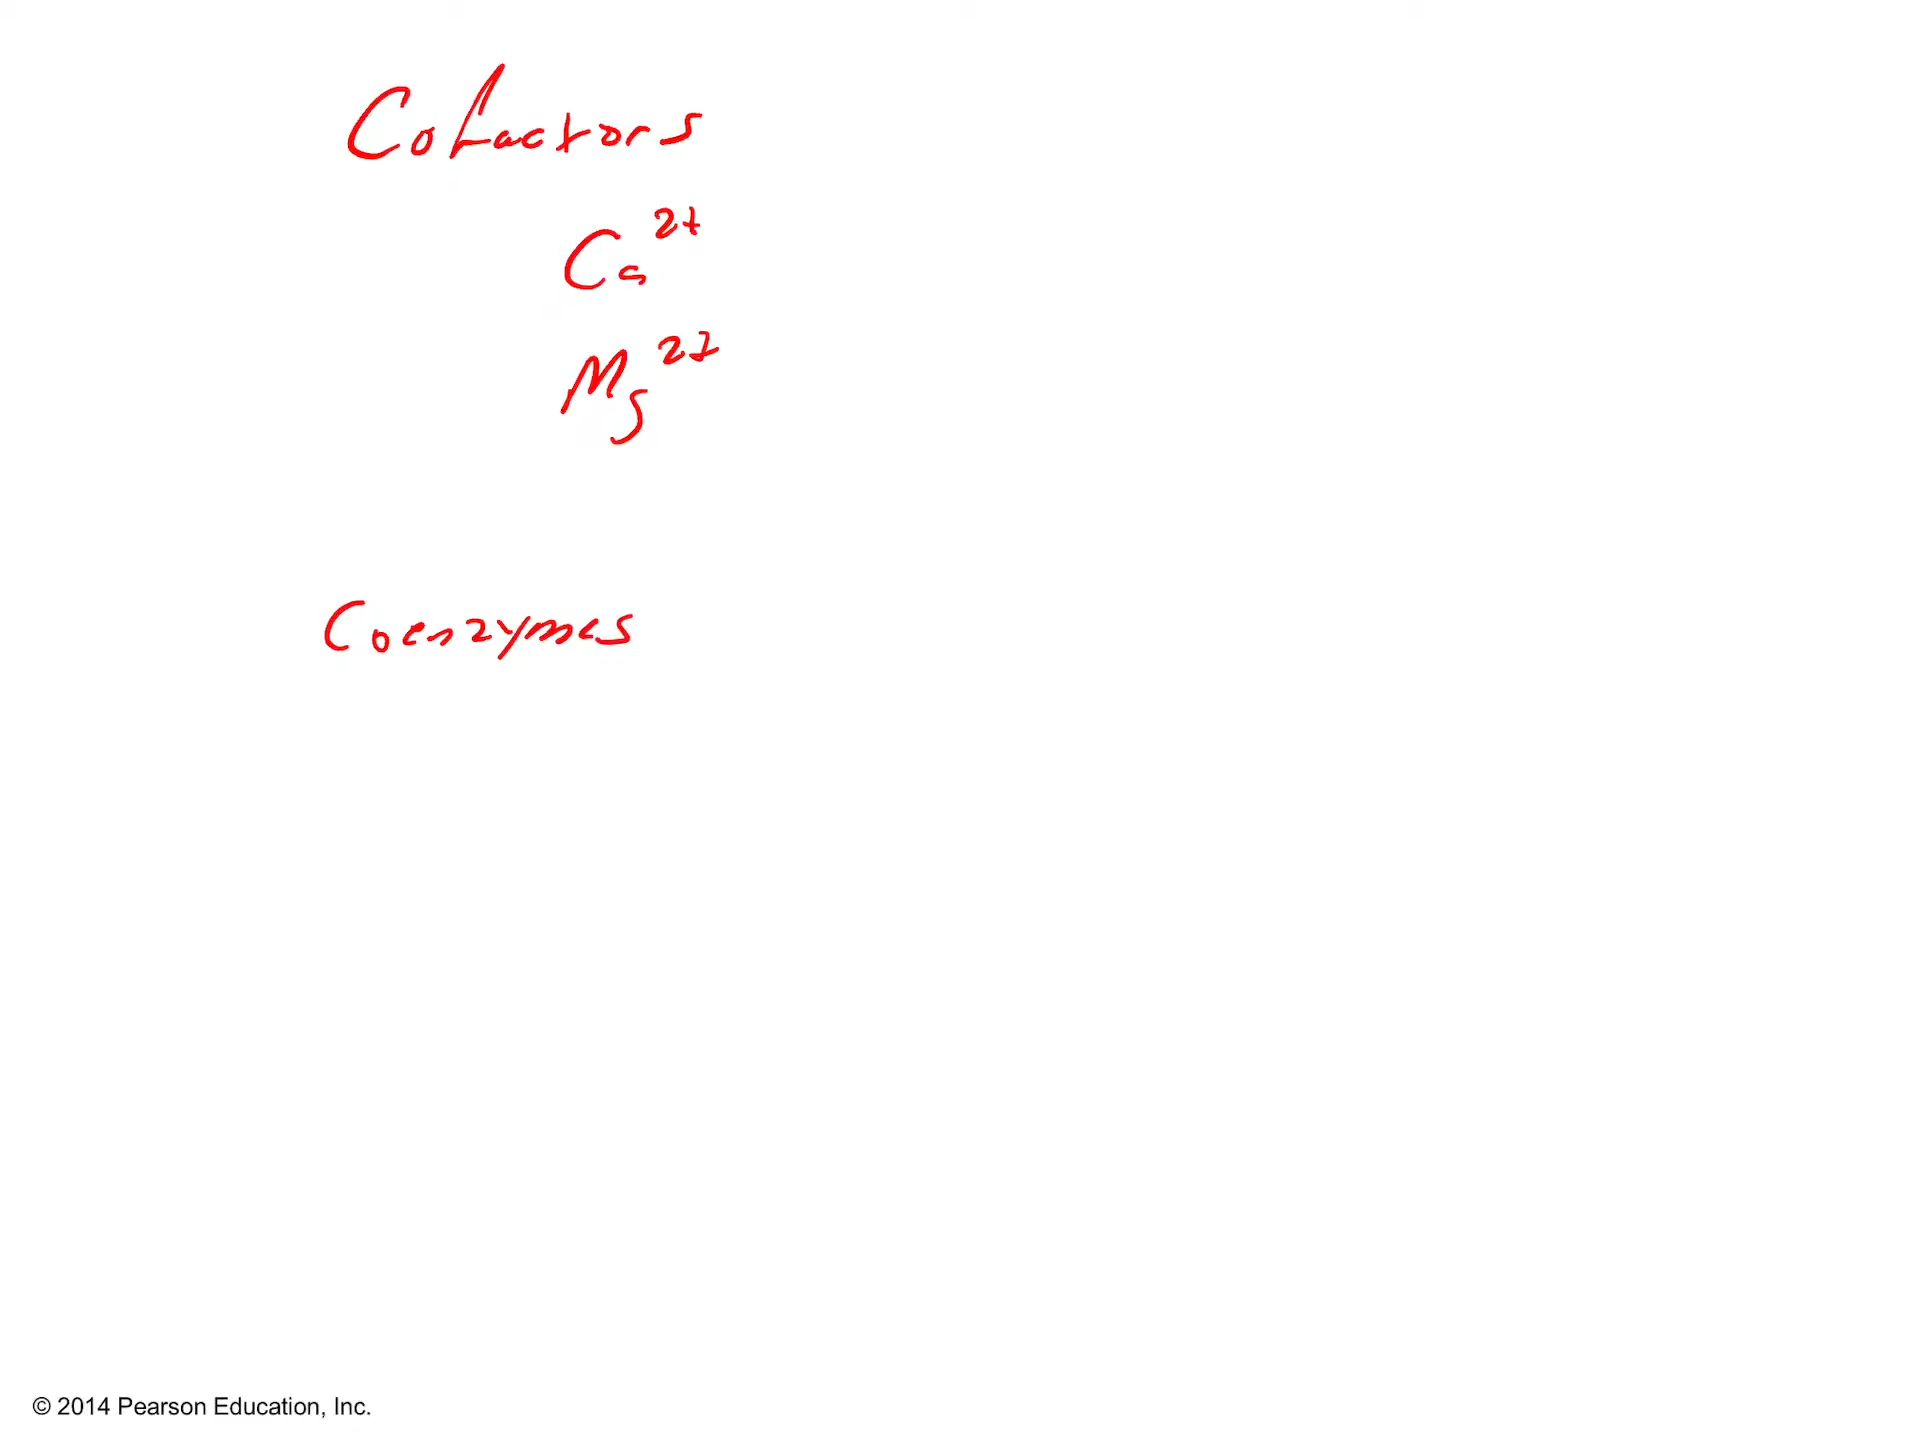 Cofactors
Ca²⁺
Mg²⁺
Coenzymes
© 2014 Pearson Education, Inc.